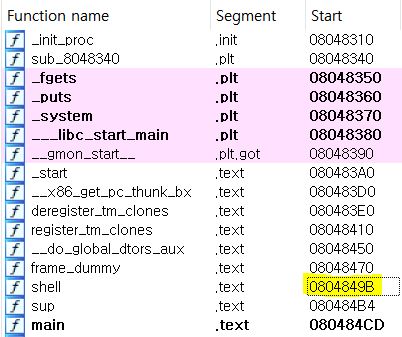 Function name Segment Start
f _init_proc .init 08048310
f sub_8048340 .plt 08048340
f _fgets .plt 08048350
f _puts .plt 08048360
f _system .plt 08048370
f ___libc_start_main .plt 08048380
f __gmon_start__ .plt.got 08048390
f _start .text 080483A0
f __x86_get_pc_thunk_bx .text 080483D0
f deregister_tm_clones .text 080483E0
f register_tm_clones .text 08048410
f __do_global_dtors_aux .text 08048450
f frame_dummy .text 08048470
f shell .text 0804849B
f sup .text 080484B4
f main .text 080484CD